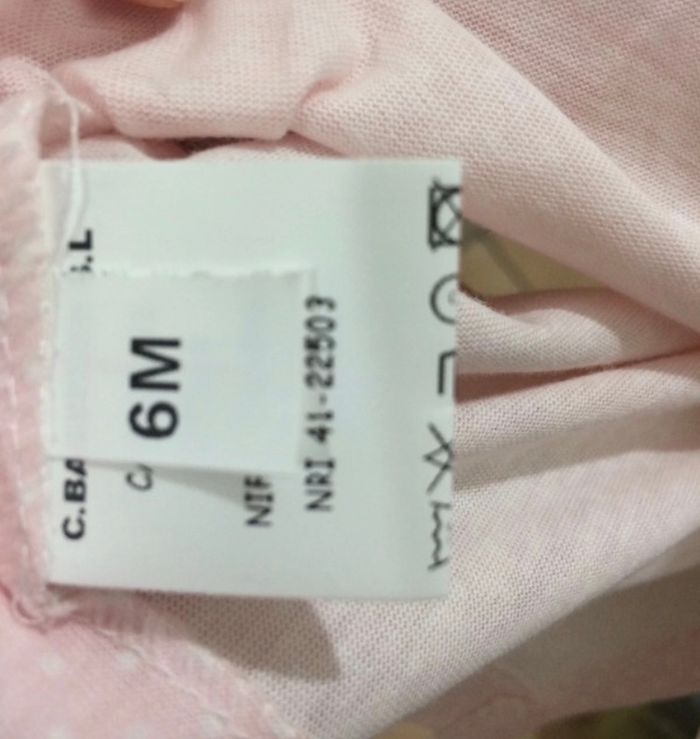 C.BA
.L
6M
NIF
NRI 41-22503